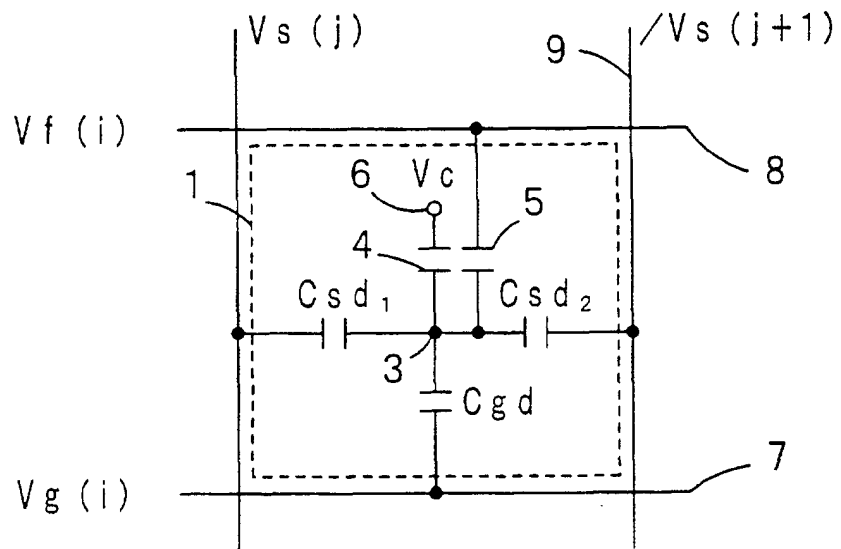 Vs(j)
/Vs(j+1)
9
Vf(i)
8
1
6
Vc
5
4
Csd₁
Csd₂
3
Cgd
7
Vg(i)